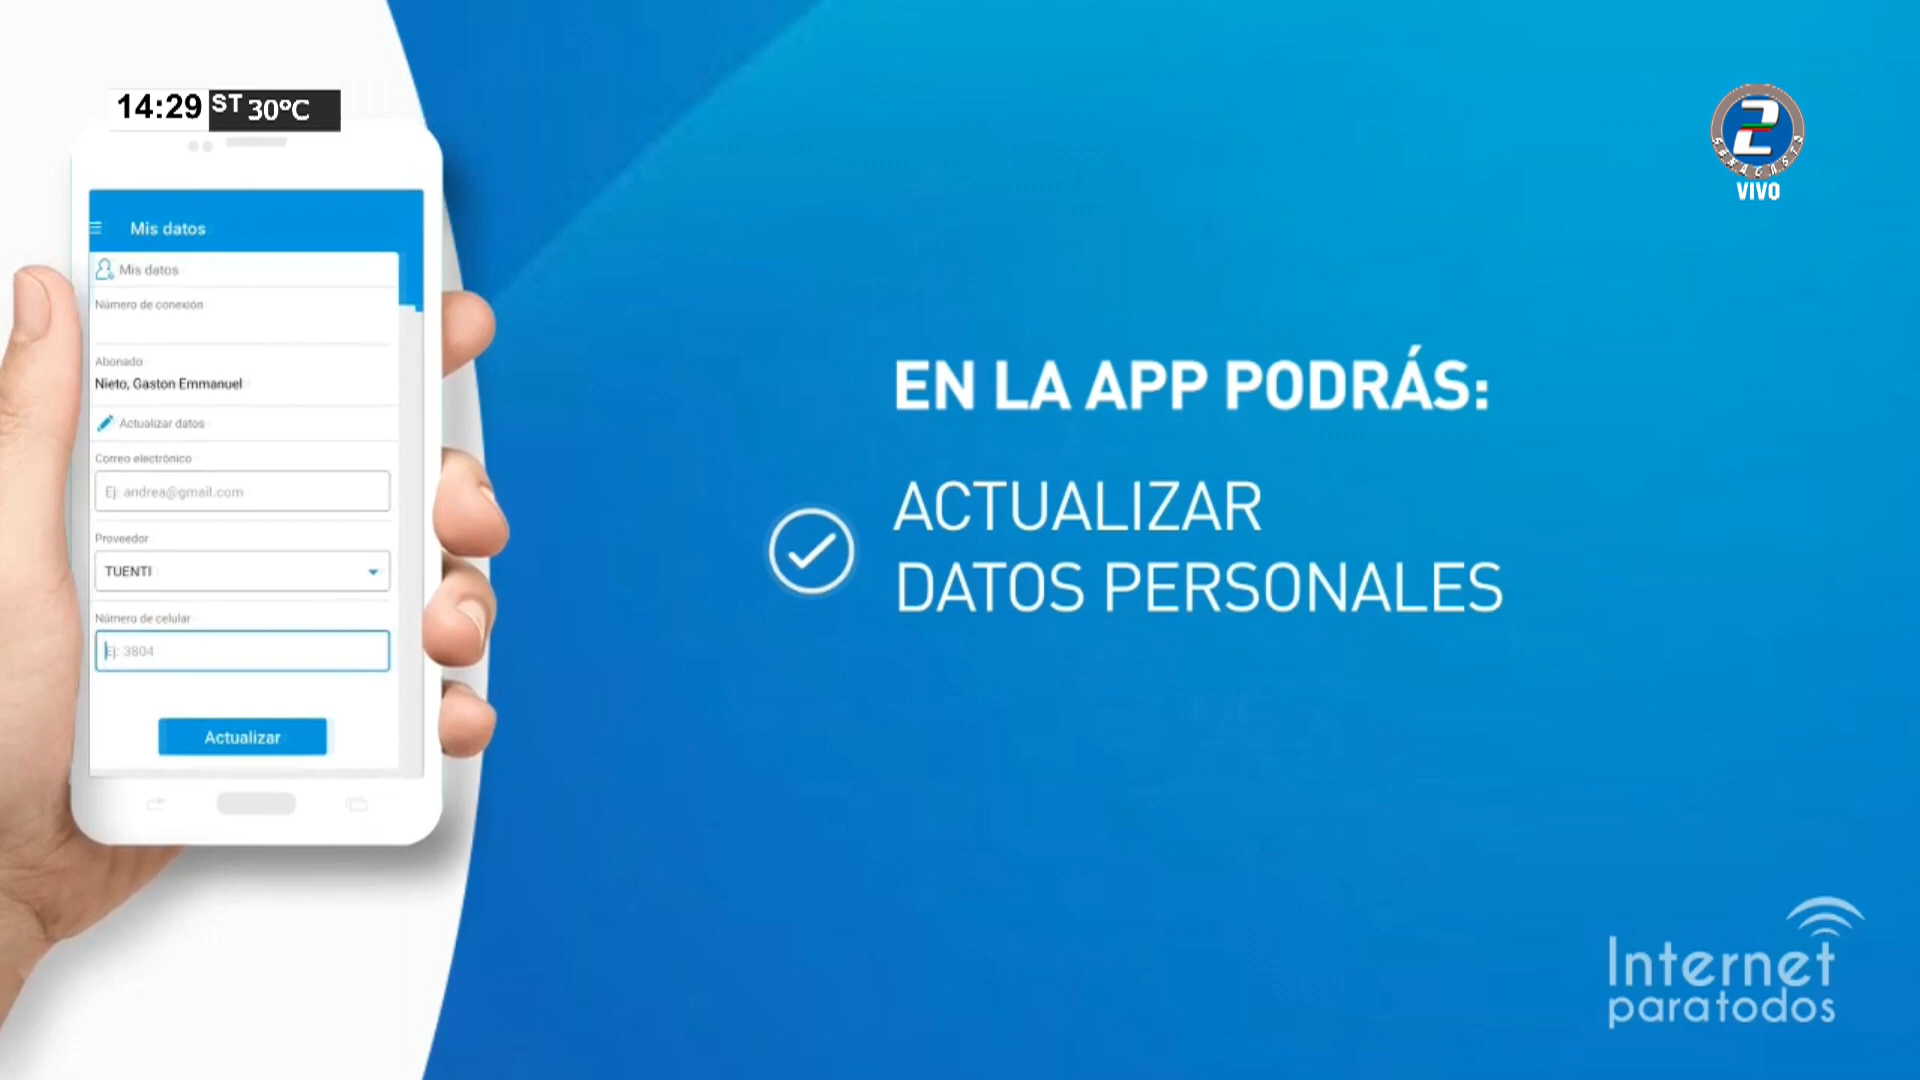 14:29 ST 30°C
2
VIVO
Mis datos
Mis datos
Número de conexión
Abonado
Nieto, Gaston Emmanuel
Actualizar datos
Correo electrónico
Ej: andrea@gmail.com
Proveedor
TUENTI
Número de celular
Ej: 3804
Actualizar
EN LA APP PODRÁS:
ACTUALIZAR
DATOS PERSONALES
Internet
paratodos